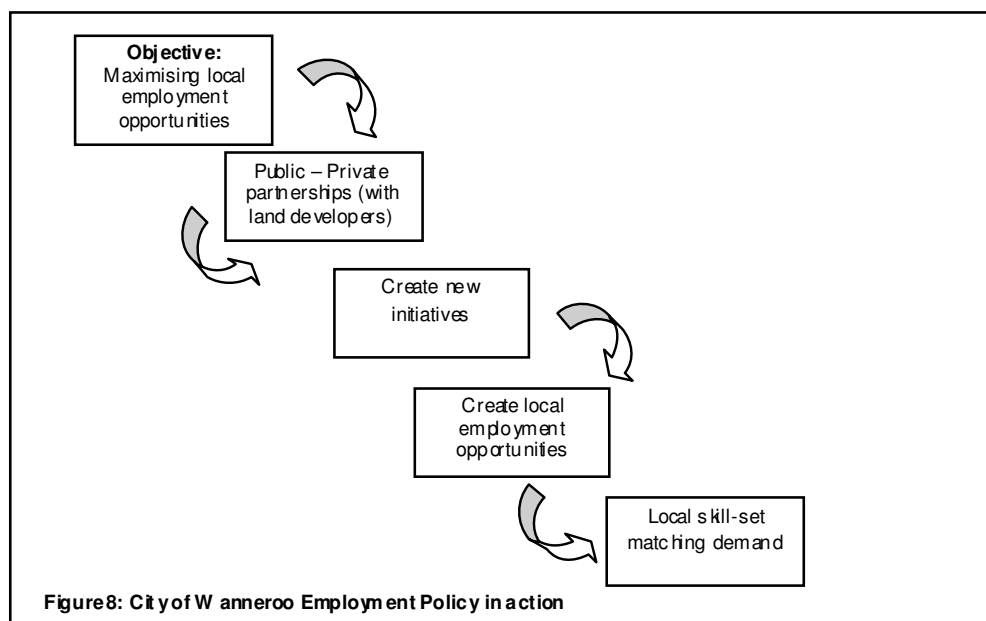 Objective:
Maximising local
employment
opportunities
Public – Private
partnerships (with
land developers)
Create new
initiatives
Create local
employment
opportunities
Local skill-set
matching demand
Figure 8: City of Wanneroo Employment Policy in action